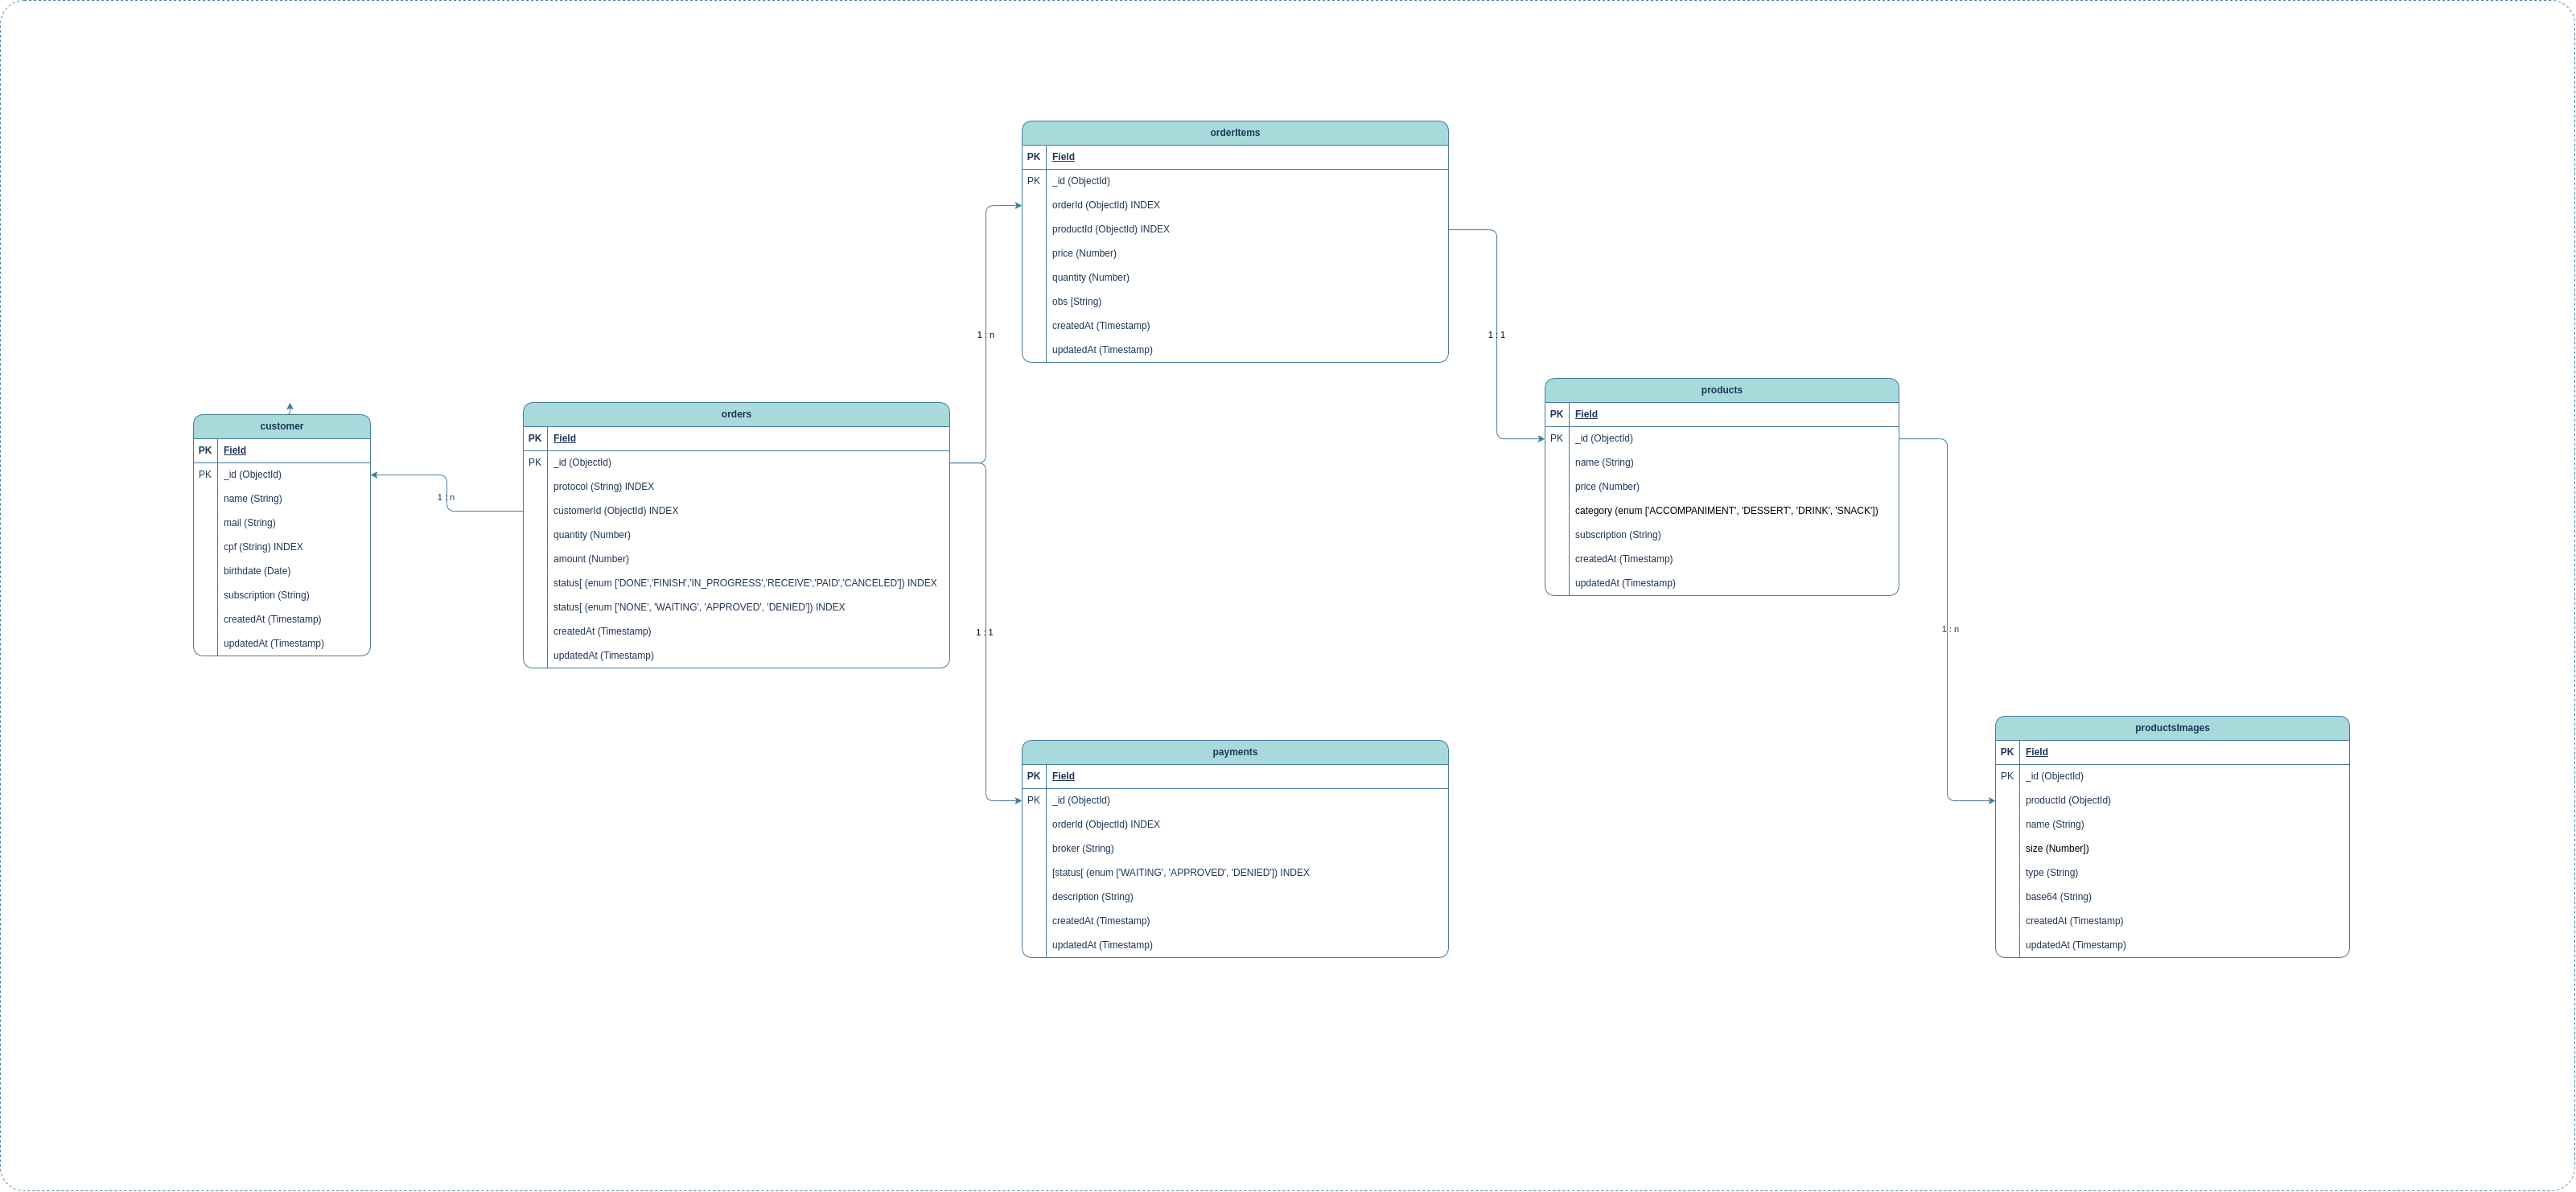 orderItems
PK Field
PK _id (ObjectId)
orderId (ObjectId) INDEX
productId (ObjectId) INDEX
price (Number)
quantity (Number)
obs [String)
createdAt (Timestamp)
updatedAt (Timestamp)
1 : n
1 : 1
customer
PK Field
PK _id (ObjectId)
name (String)
mail (String)
cpf (String) INDEX
birthdate (Date)
subscription (String)
createdAt (Timestamp)
updatedAt (Timestamp)
1 : n
orders
PK Field
PK _id (ObjectId)
protocol (String) INDEX
customerId (ObjectId) INDEX
quantity (Number)
amount (Number)
status[ (enum ['DONE','FINISH','IN_PROGRESS','RECEIVE','PAID','CANCELED']) INDEX
status[ (enum ['NONE', 'WAITING', 'APPROVED', 'DENIED']) INDEX
createdAt (Timestamp)
updatedAt (Timestamp)
1 : 1
products
PK Field
PK _id (ObjectId)
name (String)
price (Number)
category (enum ['ACCOMPANIMENT', 'DESSERT', 'DRINK', 'SNACK'])
subscription (String)
createdAt (Timestamp)
updatedAt (Timestamp)
1 : n
payments
PK Field
PK _id (ObjectId)
orderId (ObjectId) INDEX
broker (String)
[status[ (enum ['WAITING', 'APPROVED', 'DENIED']) INDEX
description (String)
createdAt (Timestamp)
updatedAt (Timestamp)
productsImages
PK Field
PK _id (ObjectId)
productId (ObjectId)
name (String)
size (Number])
type (String)
base64 (String)
createdAt (Timestamp)
updatedAt (Timestamp)